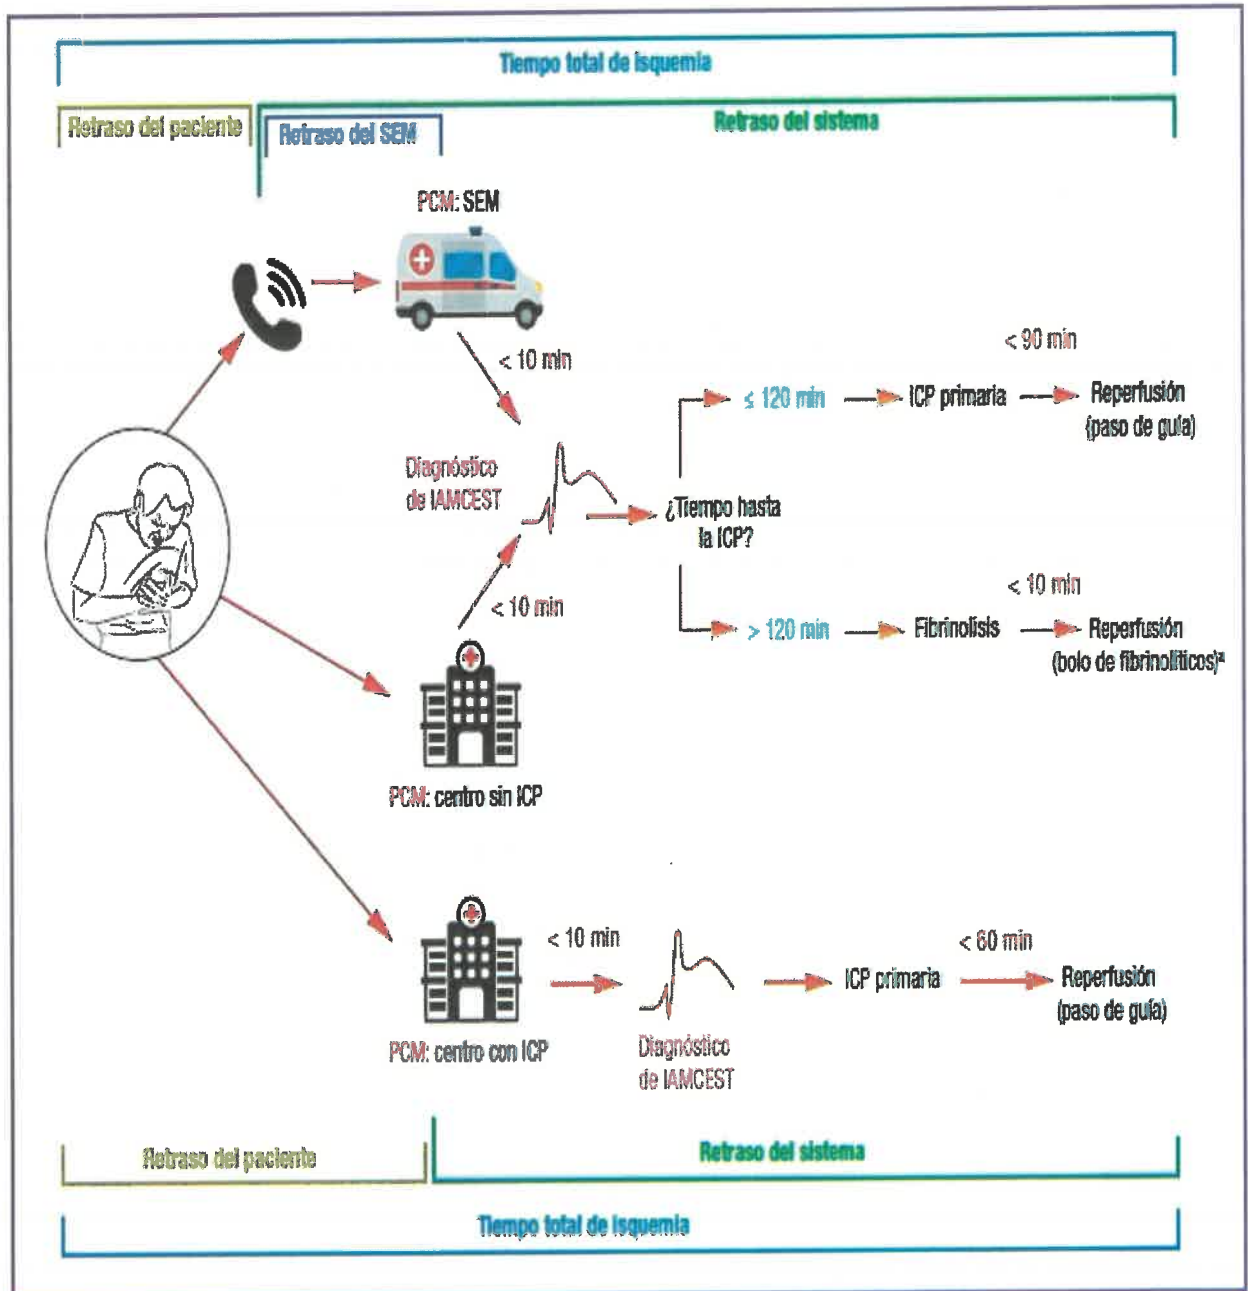 Tiempo total de isquemia
Retraso del paciente
Retraso del SEM
Retraso del sistema
PCM: SEM
< 10 min
< 90 min
≤ 120 min
ICP primaria
Reperfusión
(paso de guía)
Diagnóstico
de IAMCEST
¿Tiempo hasta
la ICP?
< 10 min
< 10 min
> 120 min
Fibrinolisis
Reperfusión
(bolo de fibrinolíticos)ª
PCM: centro sin ICP
< 10 min
< 60 min
ICP primaria
Reperfusión
(paso de guía)
PCM: centro con ICP
Diagnóstico
de IAMCEST
Retraso del paciente
Retraso del sistema
Tiempo total de isquemia